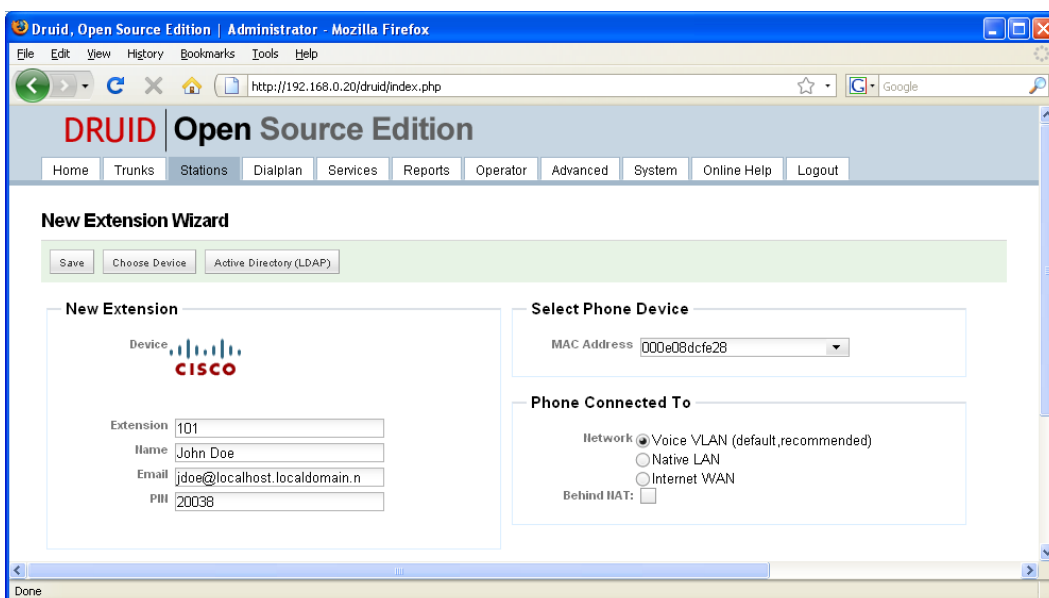 Druid, Open Source Edition | Administrator - Mozilla Firefox
File Edit View History Bookmarks Tools Help
http://192.168.0.20/druid/index.php
G Google
DRUID Open Source Edition
Home Trunks Stations Dialplan Services Reports Operator Advanced System Online Help Logout
New Extension Wizard
Save Choose Device Active Directory (LDAP)
New Extension
Device
CISCO
Extension 101
Name John Doe
Email jdoe@localhost.localdomain.n
PIN 20038
Select Phone Device
MAC Address 000e08dcfe28
Phone Connected To
Network Voice VLAN (default,recommended)
Native LAN
Internet WAN
Behind NAT:
Done